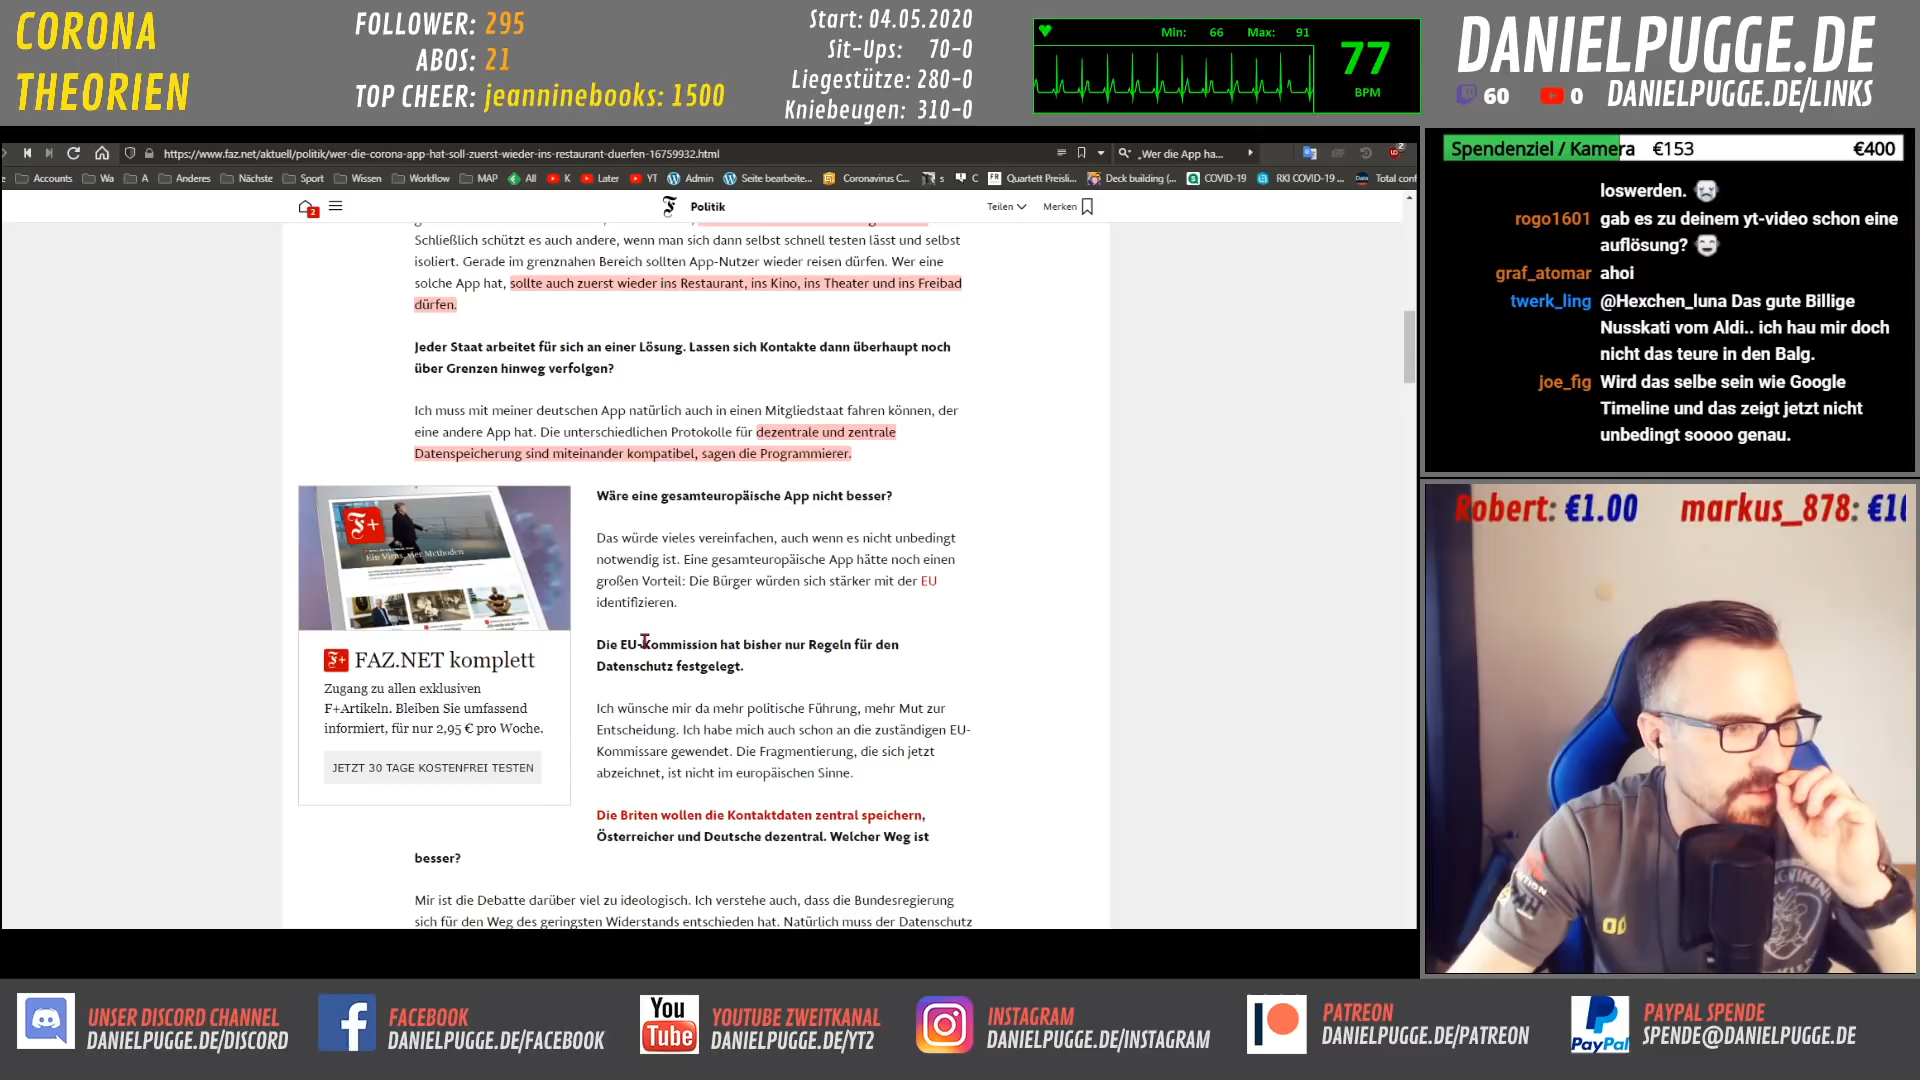 CORONA
THEORIEN
FOLLOWER: 295
ABOS: 21
TOP CHEER: jeanninebooks: 1500
Start: 04.05.2020
Sit-Ups: 70-0
Liegestütze: 280-0
Kniebeugen: 310-0
Min: 66 Max: 91
77
BPM
DANIELPUGGE.DE
60 0 DANIELPUGGE.DE/LINKS
https://www.faz.net/aktuell/politik/wer-die-corona-app-hat-soll-zuerst-wieder-ins-restaurant-duerfen-16759932.html
„Wer die App ha...
2
Accounts Wa A Anderes Nächste Sport Wissen Workflow MAP All K Later YT Admin Seite bearbeite... Coronavirus C... s C Quartett Preisli... Deck building (... COVID-19 RKI COVID-19 ... Total conf
2
Politik
Teilen
Merken
Schließlich schützt es auch andere, wenn man sich dann selbst schnell testen lässt und selbst
isoliert. Gerade im grenznahen Bereich sollten App-Nutzer wieder reisen dürfen. Wer eine
solche App hat, sollte auch zuerst wieder ins Restaurant, ins Kino, ins Theater und ins Freibad
dürfen.
Jeder Staat arbeitet für sich an einer Lösung. Lassen sich Kontakte dann überhaupt noch
über Grenzen hinweg verfolgen?
Ich muss mit meiner deutschen App natürlich auch in einen Mitgliedstaat fahren können, der
eine andere App hat. Die unterschiedlichen Protokolle für dezentrale und zentrale
Datenspeicherung sind miteinander kompatibel, sagen die Programmierer.
Wäre eine gesamteuropäische App nicht besser?
Das würde vieles vereinfachen, auch wenn es nicht unbedingt
notwendig ist. Eine gesamteuropäische App hätte noch einen
großen Vorteil: Die Bürger würden sich stärker mit der EU
identifizieren.
Die EU-Kommission hat bisher nur Regeln für den
Datenschutz festgelegt.
Ich wünsche mir da mehr politische Führung, mehr Mut zur
Entscheidung. Ich habe mich auch schon an die zuständigen EU-
Kommissare gewendet. Die Fragmentierung, die sich jetzt
abzeichnet, ist nicht im europäischen Sinne.
Die Briten wollen die Kontaktdaten zentral speichern,
Österreicher und Deutsche dezentral. Welcher Weg ist
besser?
Mir ist die Debatte darüber viel zu ideologisch. Ich verstehe auch, dass die Bundesregierung
sich für den Weg des geringsten Widerstands entschieden hat. Natürlich muss der Datenschutz
F+
Ein Virus, vier Methoden
F+ FAZ.NET komplett
Zugang zu allen exklusiven
F+Artikeln. Bleiben Sie umfassend
informiert, für nur 2,95 € pro Woche.
JETZT 30 TAGE KOSTENFREI TESTEN
Spendenziel / Kamera €153 €400
loswerden.
rogo1601 gab es zu deinem yt-video schon eine
auflösung?
graf_atomar ahoi
twerk_ling @Hexchen_luna Das gute Billige
Nusskati vom Aldi.. ich hau mir doch
nicht das teure in den Balg.
joe_fig Wird das selbe sein wie Google
Timeline und das zeigt jetzt nicht
unbedingt soooo genau.
Robert: €1.00 markus_878: €1
UNSER DISCORD CHANNEL
DANIELPUGGE.DE/DISCORD
FACEBOOK
DANIELPUGGE.DE/FACEBOOK
You
Tube
YOUTUBE ZWEITKANAL
DANIELPUGGE.DE/YT2
INSTAGRAM
DANIELPUGGE.DE/INSTAGRAM
PATREON
DANIELPUGGE.DE/PATREON
PayPal
PAYPAL SPENDE
SPENDE@DANIELPUGGE.DE